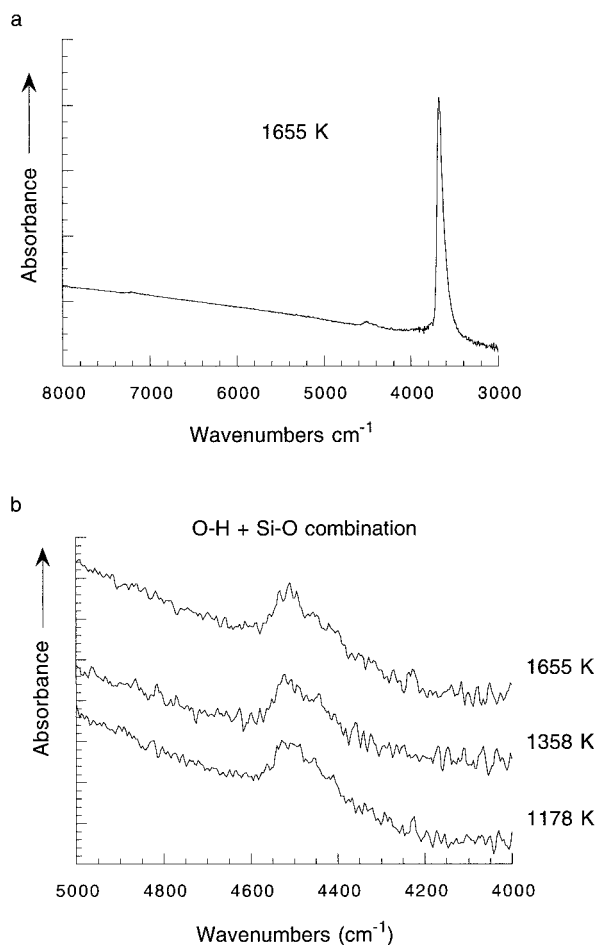 a
1655 K
Absorbance
8000 7000 6000 5000 4000 3000
Wavenumbers cm-1
b
O-H + Si-O combination
Absorbance
1655 K
1358 K
1178 K
5000 4800 4600 4400 4200 4000
Wavenumbers (cm-1)